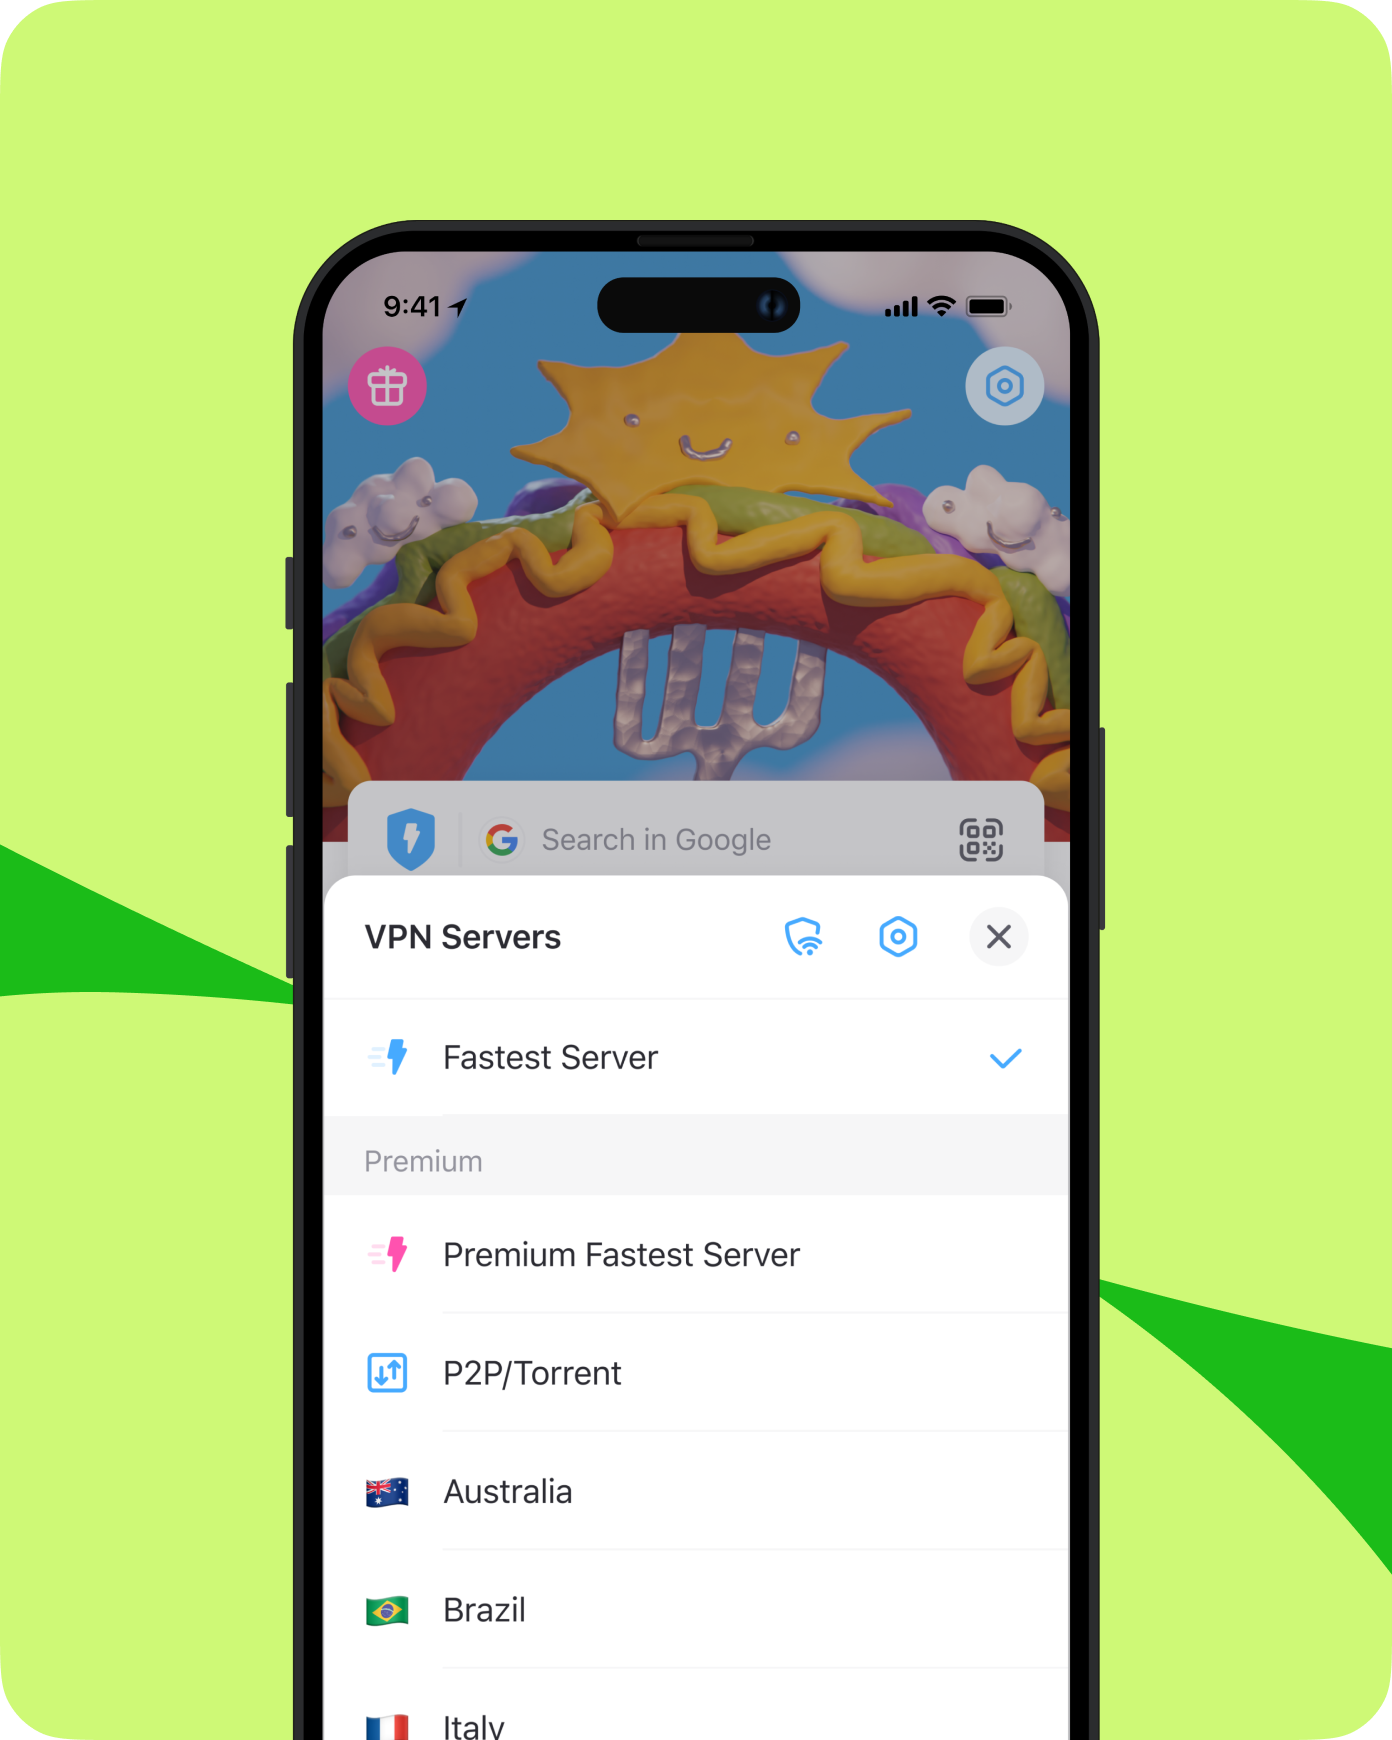 9:41
Search in Google
VPN Servers
Fastest Server
Premium
Premium Fastest Server
P2P/Torrent
Australia
Brazil
Italy